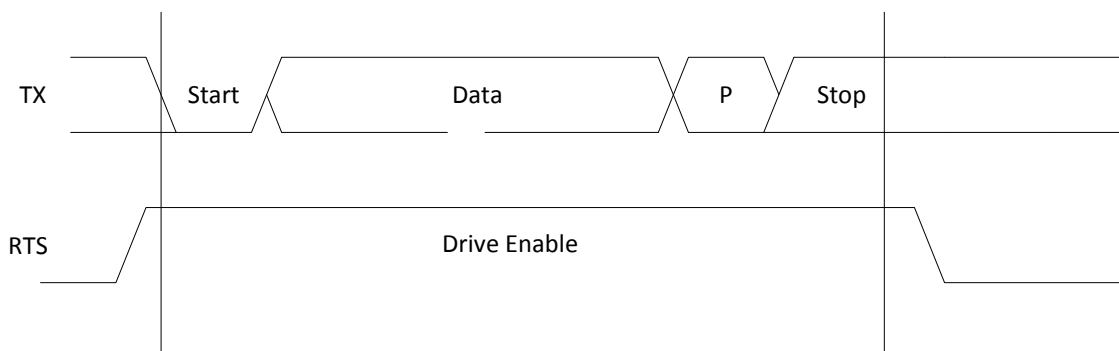 TX
Start
Data
P
Stop
RTS
Drive Enable